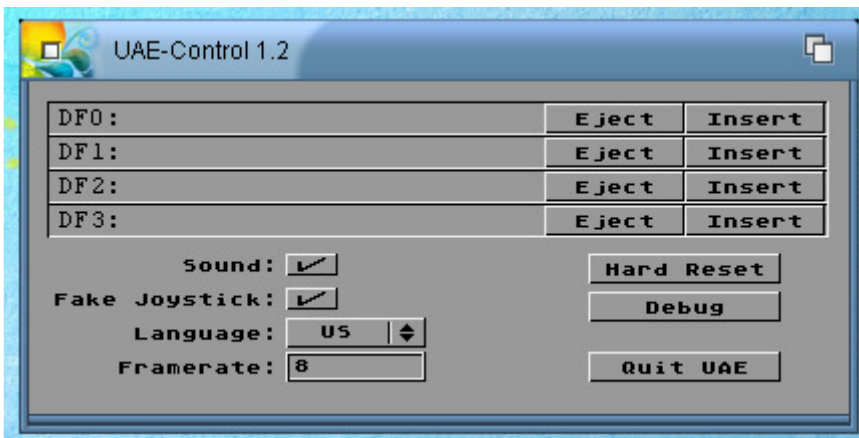 UAE-Control 1.2
DF0: Eject Insert
DF1: Eject Insert
DF2: Eject Insert
DF3: Eject Insert
Sound: Hard Reset
Fake Joystick: Debug
Language: US
Framerate: 8 Quit UAE